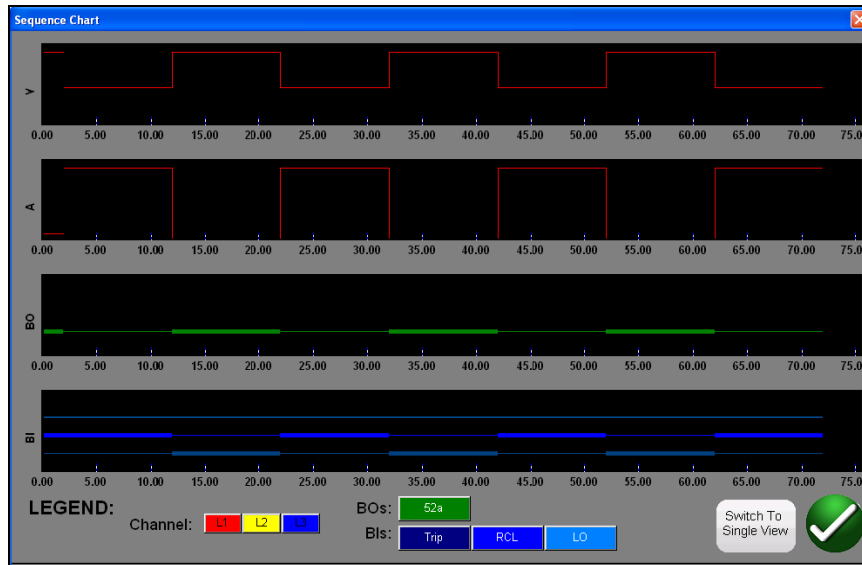 Sequence Chart
V
0.00 5.00 10.00 15.00 20.00 25.00 30.00 35.00 40.00 45.00 50.00 55.00 60.00 65.00 70.00 75.0
A
0.00 5.00 10.00 15.00 20.00 25.00 30.00 35.00 40.00 45.00 50.00 55.00 60.00 65.00 70.00 75.0
BO
0.00 5.00 10.00 15.00 20.00 25.00 30.00 35.00 40.00 45.00 50.00 55.00 60.00 65.00 70.00 75.0
BI
0.00 5.00 10.00 15.00 20.00 25.00 30.00 35.00 40.00 45.00 50.00 55.00 60.00 65.00 70.00 75.0
LEGEND:
Channel: L1 L2 L3
BOs: 52a
BIs: Trip RCL LO
Switch To
Single View